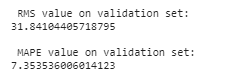 RMS value on validation set:
31.84104405718795
MAPE value on validation set:
7.353536006014123